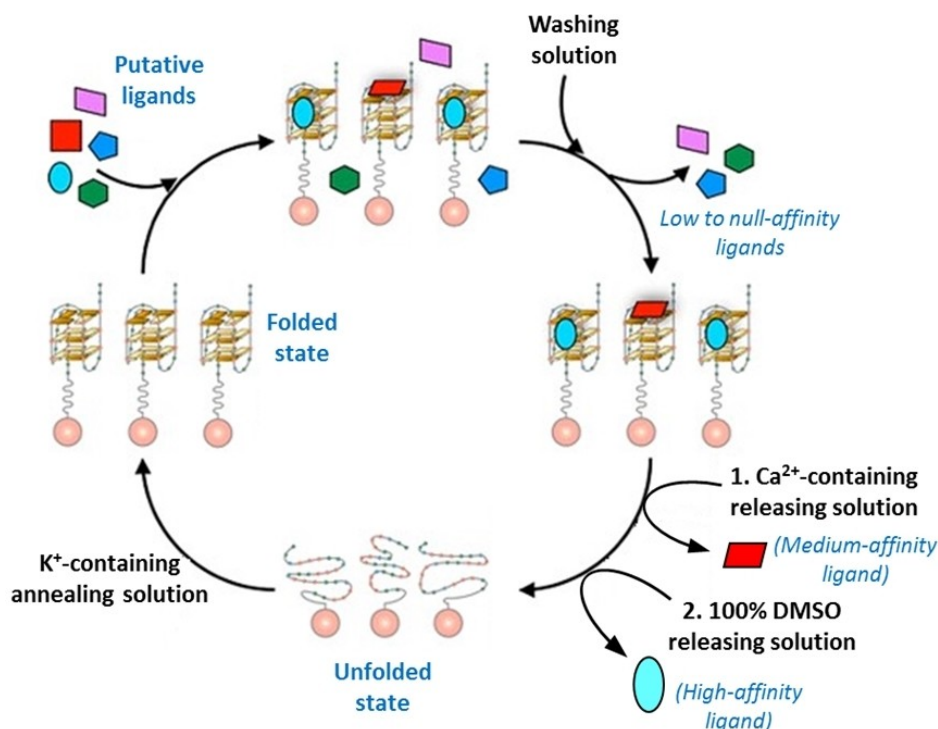 Putative
ligands
Washing
solution
Low to null-affinity
ligands
Folded
state
1. Ca²⁺-containing
releasing solution
(Medium-affinity
ligand)
2. 100% DMSO
releasing solution
(High-affinity
ligand)
Unfolded
state
K⁺-containing
annealing solution